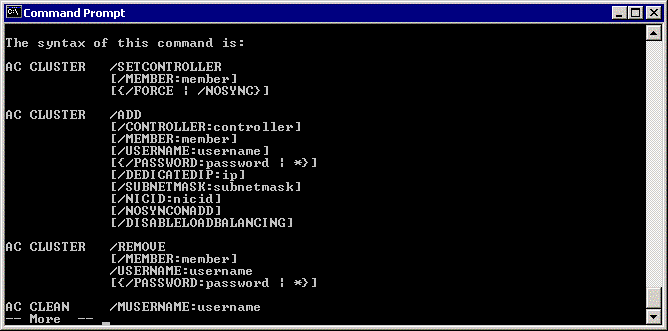 Command Prompt
The syntax of this command is:
AC CLUSTER /SETCONTROLLER
[/MEMBER:member]
[{/FORCE | /NOSYNC}]
AC CLUSTER /ADD
[/CONTROLLER:controller]
[/MEMBER:member]
[/USERNAME:username]
[{/PASSWORD:password | *}]
[/DEDICATEDIP:ip]
[/SUBNETMASK:subnetmask]
[/NICID:nicid]
[/NOSYNCONADD]
[/DISABLELOADBALANCING]
AC CLUSTER /REMOVE
[/MEMBER:member]
/USERNAME:username
[{/PASSWORD:password | *}]
AC CLEAN /MUSERNAME:username
-- More -- _